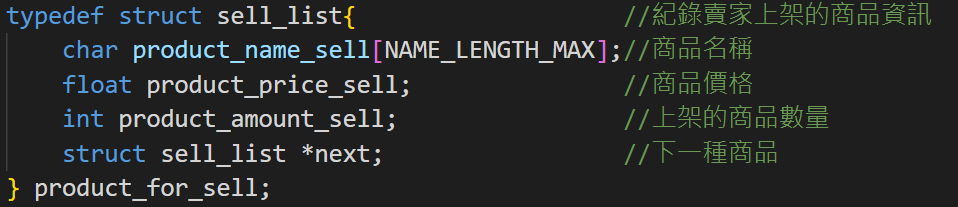 typedef struct sell_list{ //紀錄賣家上架的商品資訊
    char product_name_sell[NAME_LENGTH_MAX];//商品名稱
    float product_price_sell; //商品價格
    int product_amount_sell; //上架的商品數量
    struct sell_list *next; //下一種商品
} product_for_sell;